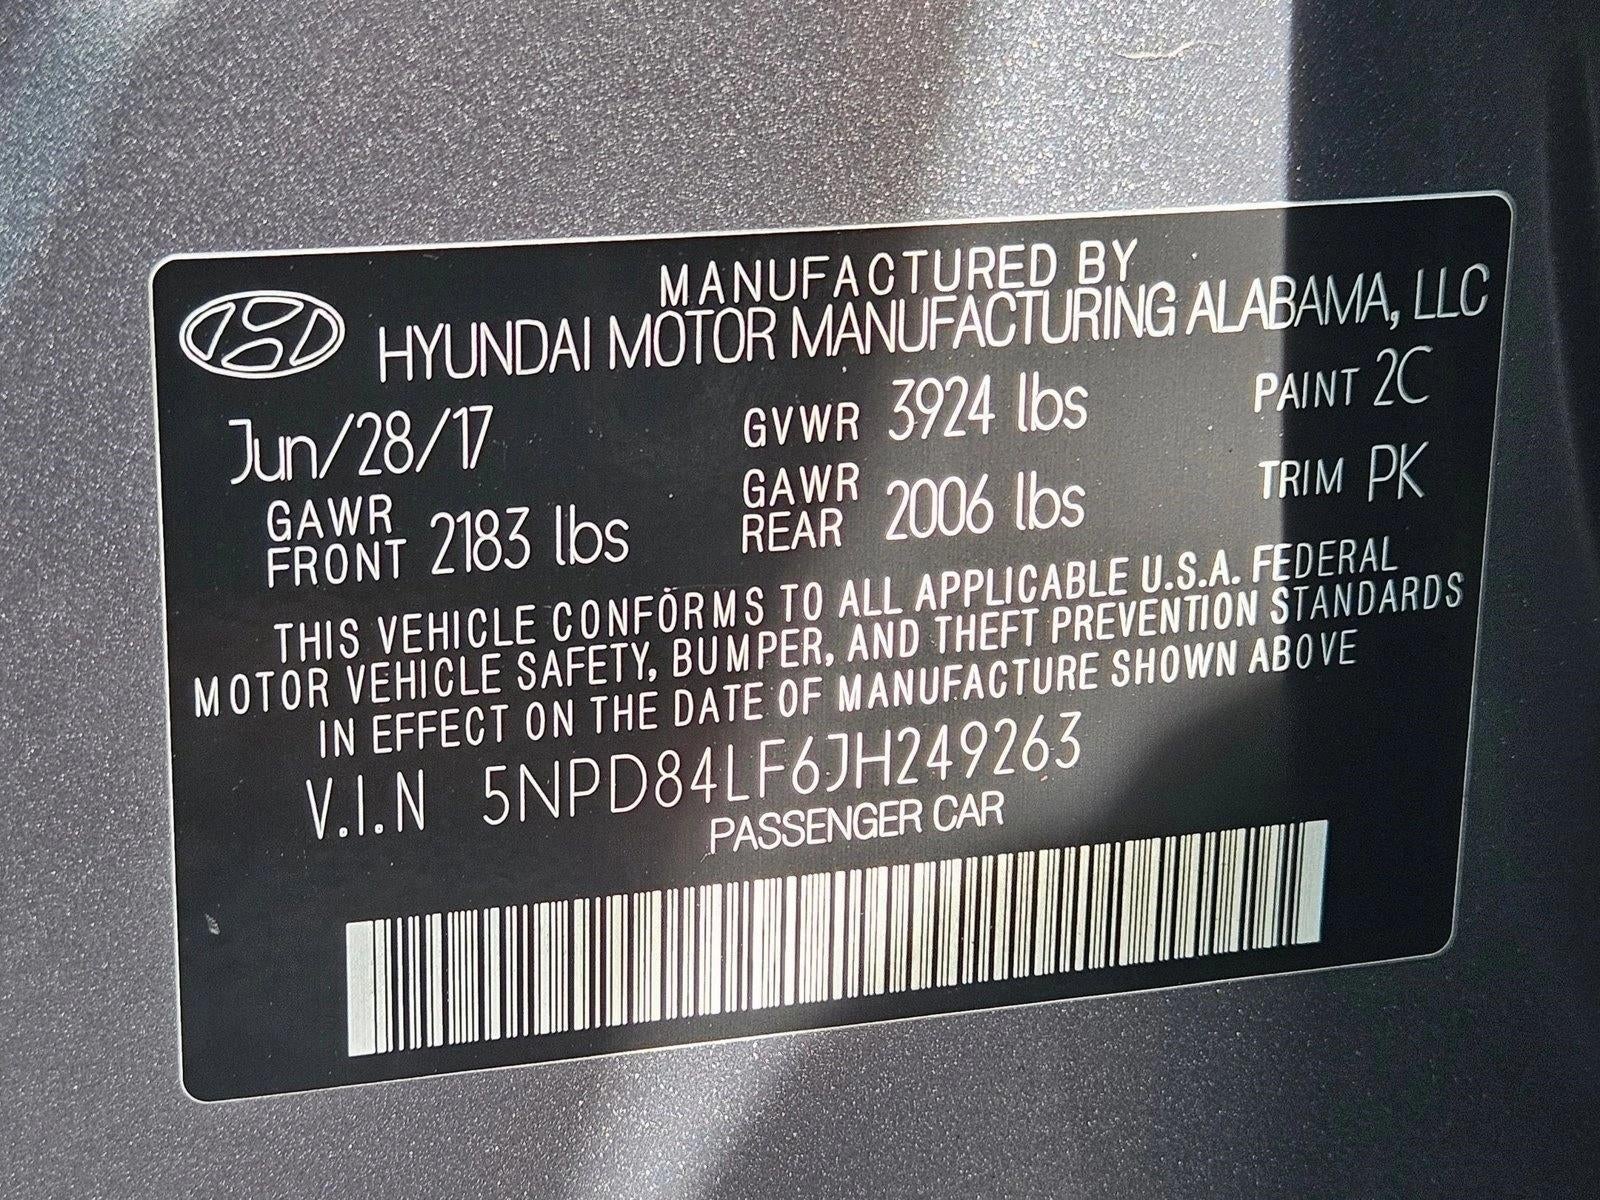 MANUFACTURED BY
HYUNDAI MOTOR MANUFACTURING ALABAMA, LLC
Jun/28/17 GVWR 3924 lbs PAINT 2C
GAWR FRONT 2183 lbs GAWR REAR 2006 lbs TRIM PK
THIS VEHICLE CONFORMS TO ALL APPLICABLE U.S.A. FEDERAL
MOTOR VEHICLE SAFETY, BUMPER, AND THEFT PREVENTION STANDARDS
IN EFFECT ON THE DATE OF MANUFACTURE SHOWN ABOVE
V.I.N 5NPD84LF6JH249263
PASSENGER CAR